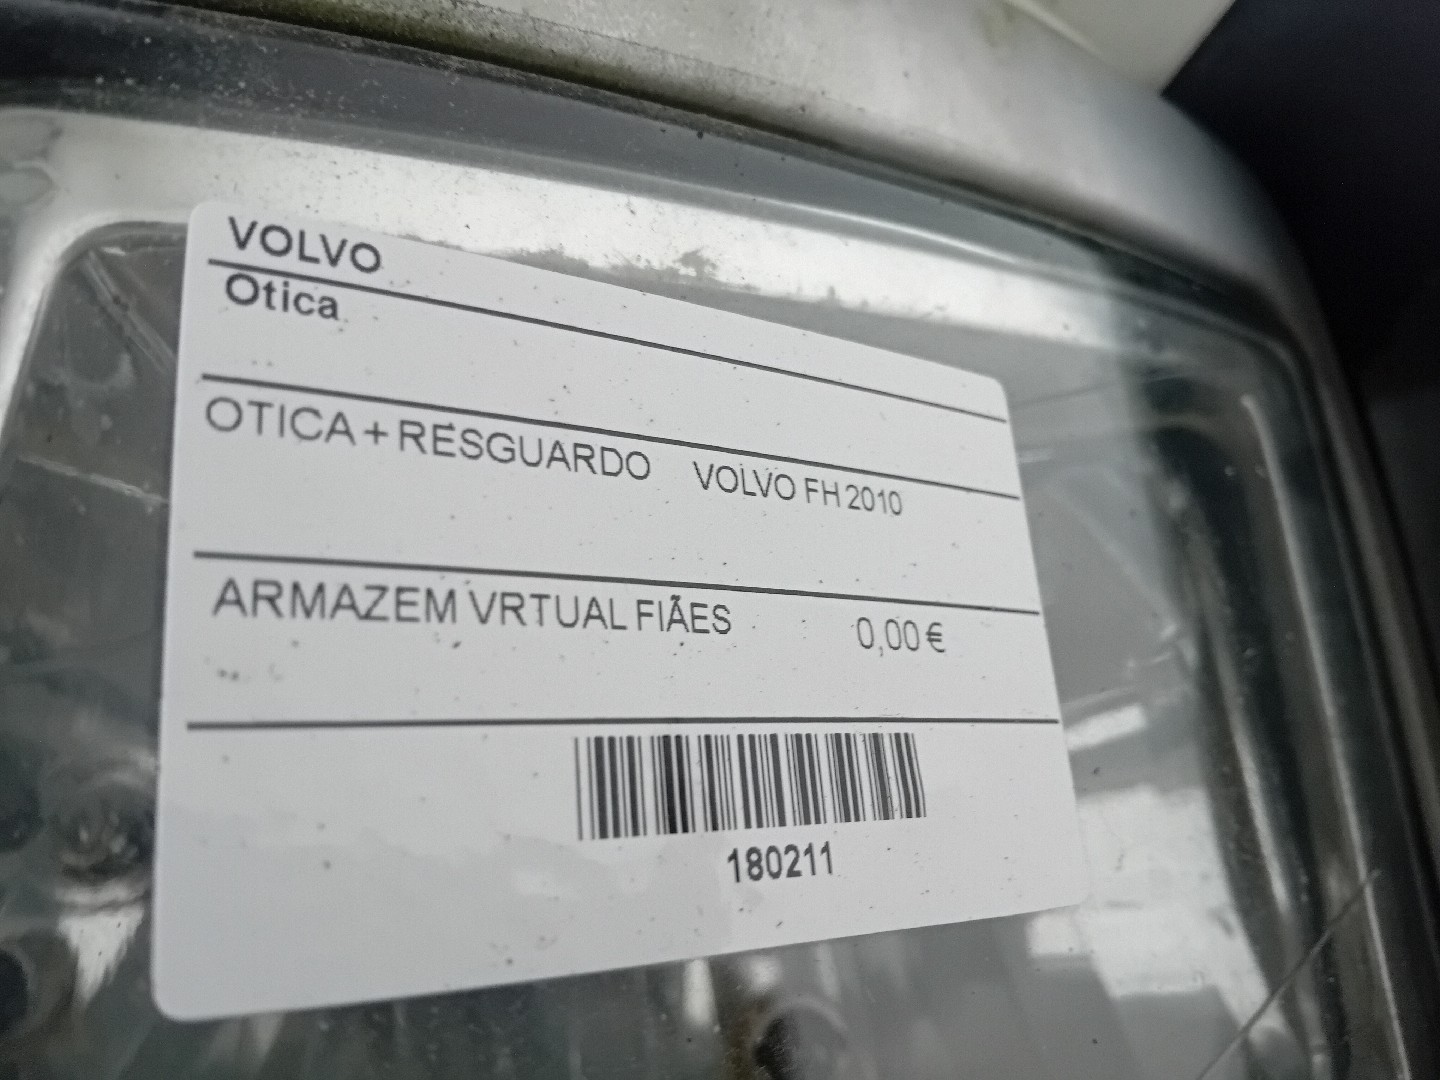 VOLVO
Otica
OTICA+RESGUARDO VOLVO FH 2010
ARMAZEM VRTUAL FIÃES 0,00€
180211